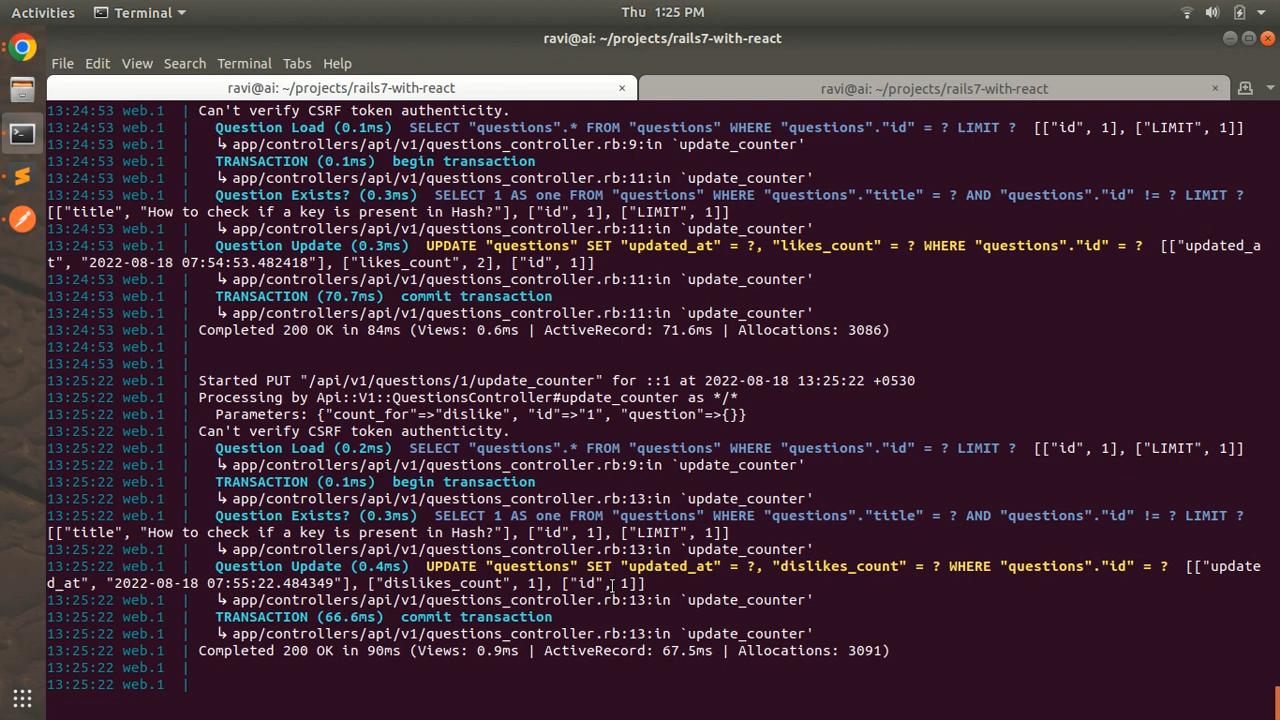 Activities Terminal Thu 1:25 PM
ravi@ai: ~/projects/rails7-with-react
File Edit View Search Terminal Tabs Help
ravi@ai: ~/projects/rails7-with-react × ravi@ai: ~/projects/rails7-with-react ×
13:24:53 web.1 | Can't verify CSRF token authenticity.
13:24:53 web.1 | Question Load (0.1ms) SELECT "questions".* FROM "questions" WHERE "questions"."id" = ? LIMIT ? [["id", 1], ["LIMIT", 1]]
13:24:53 web.1 | ↳ app/controllers/api/v1/questions_controller.rb:9:in `update_counter'
13:24:53 web.1 | TRANSACTION (0.1ms) begin transaction
13:24:53 web.1 | ↳ app/controllers/api/v1/questions_controller.rb:11:in `update_counter'
13:24:53 web.1 | Question Exists? (0.3ms) SELECT 1 AS one FROM "questions" WHERE "questions"."title" = ? AND "questions"."id" != ? LIMIT ?
[["title", "How to check if a key is present in Hash?"], ["id", 1], ["LIMIT", 1]]
13:24:53 web.1 | ↳ app/controllers/api/v1/questions_controller.rb:11:in `update_counter'
13:24:53 web.1 | Question Update (0.3ms) UPDATE "questions" SET "updated_at" = ?, "likes_count" = ? WHERE "questions"."id" = ? [["updated_a
t", "2022-08-18 07:54:53.482418"], ["likes_count", 2], ["id", 1]]
13:24:53 web.1 | ↳ app/controllers/api/v1/questions_controller.rb:11:in `update_counter'
13:24:53 web.1 | TRANSACTION (70.7ms) commit transaction
13:24:53 web.1 | ↳ app/controllers/api/v1/questions_controller.rb:11:in `update_counter'
13:24:53 web.1 | Completed 200 OK in 84ms (Views: 0.6ms | ActiveRecord: 71.6ms | Allocations: 3086)
13:24:53 web.1 |
13:24:53 web.1 |
13:25:22 web.1 | Started PUT "/api/v1/questions/1/update_counter" for ::1 at 2022-08-18 13:25:22 +0530
13:25:22 web.1 | Processing by Api::V1::QuestionsController#update_counter as */*
13:25:22 web.1 | Parameters: {"count_for"=>"dislike", "id"=>"1", "question"=>{}}
13:25:22 web.1 | Can't verify CSRF token authenticity.
13:25:22 web.1 | Question Load (0.2ms) SELECT "questions".* FROM "questions" WHERE "questions"."id" = ? LIMIT ? [["id", 1], ["LIMIT", 1]]
13:25:22 web.1 | ↳ app/controllers/api/v1/questions_controller.rb:9:in `update_counter'
13:25:22 web.1 | TRANSACTION (0.1ms) begin transaction
13:25:22 web.1 | ↳ app/controllers/api/v1/questions_controller.rb:13:in `update_counter'
13:25:22 web.1 | Question Exists? (0.3ms) SELECT 1 AS one FROM "questions" WHERE "questions"."title" = ? AND "questions"."id" != ? LIMIT ?
[["title", "How to check if a key is present in Hash?"], ["id", 1], ["LIMIT", 1]]
13:25:22 web.1 | ↳ app/controllers/api/v1/questions_controller.rb:13:in `update_counter'
13:25:22 web.1 | Question Update (0.4ms) UPDATE "questions" SET "updated_at" = ?, "dislikes_count" = ? WHERE "questions"."id" = ? [["update
d_at", "2022-08-18 07:55:22.484349"], ["dislikes_count", 1], ["id", 1]]
13:25:22 web.1 | ↳ app/controllers/api/v1/questions_controller.rb:13:in `update_counter'
13:25:22 web.1 | TRANSACTION (66.6ms) commit transaction
13:25:22 web.1 | ↳ app/controllers/api/v1/questions_controller.rb:13:in `update_counter'
13:25:22 web.1 | Completed 200 OK in 90ms (Views: 0.9ms | ActiveRecord: 67.5ms | Allocations: 3091)
13:25:22 web.1 |
13:25:22 web.1 |